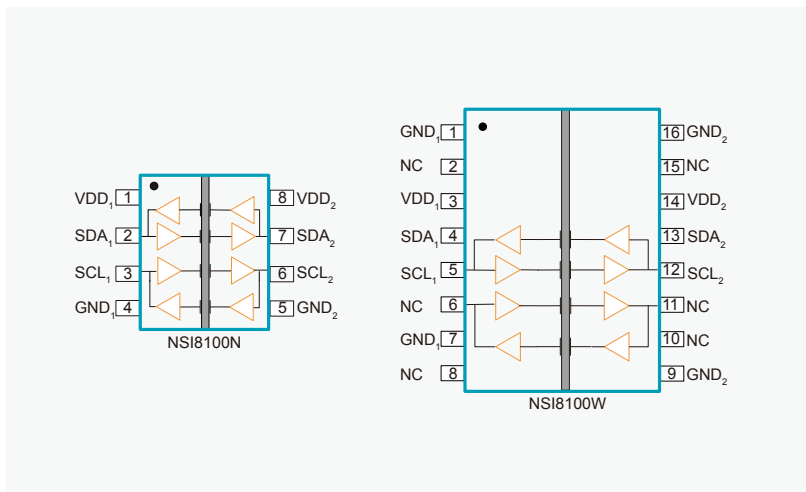 VDD₁ 1
8 VDD₂
SDA₁ 2
7 SDA₂
SCL₁ 3
6 SCL₂
GND₁ 4
5 GND₂
NSI8100N
GND₁ 1
16 GND₂
NC 2
15 NC
VDD₁ 3
14 VDD₂
SDA₁ 4
13 SDA₂
SCL₁ 5
12 SCL₂
NC 6
11 NC
GND₁ 7
10 NC
NC 8
9 GND₂
NSI8100W